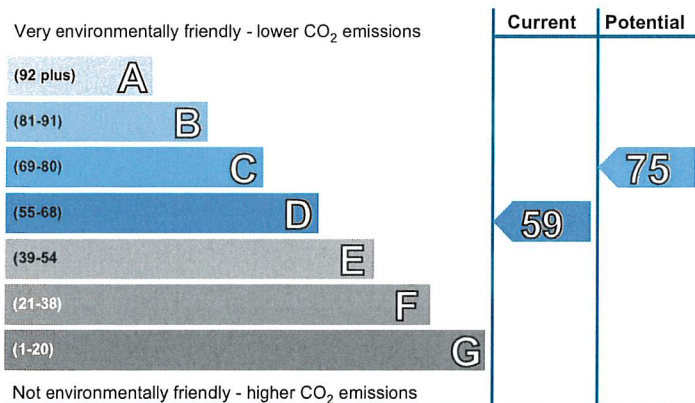 Current Potential
Very environmentally friendly - lower CO₂ emissions
(92 plus) A
(81-91) B
(69-80) C
75
(55-68) D
59
(39-54 E
(21-38) F
(1-20) G
Not environmentally friendly - higher CO₂ emissions